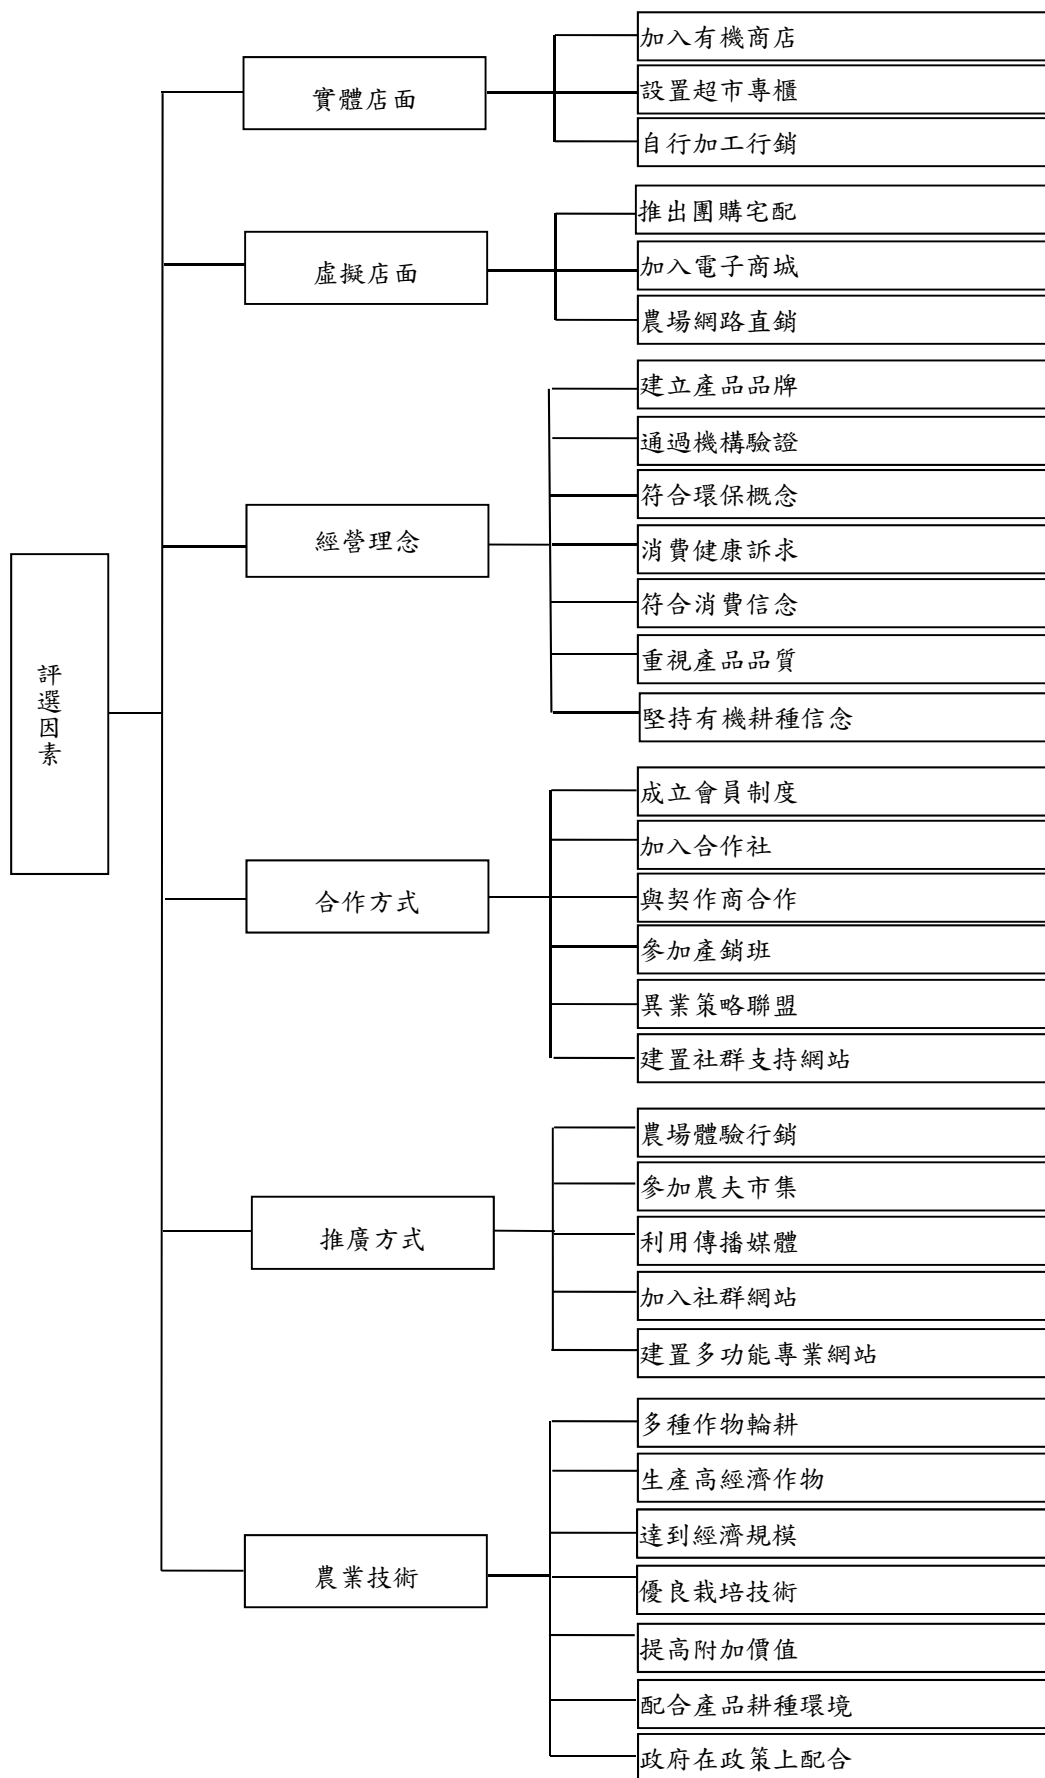 評選因素
實體店面
加入有機商店
設置超市專櫃
自行加工行銷
虛擬店面
推出團購宅配
加入電子商城
農場網路直銷
經營理念
建立產品品牌
通過機構驗證
符合環保概念
消費健康訴求
符合消費信念
重視產品品質
堅持有機耕種信念
合作方式
成立會員制度
加入合作社
與契作商合作
參加產銷班
異業策略聯盟
建置社群支持網站
推廣方式
農場體驗行銷
參加農夫市集
利用傳播媒體
加入社群網站
建置多功能專業網站
農業技術
多種作物輪耕
生產高經濟作物
達到經濟規模
優良栽培技術
提高附加價值
配合產品耕種環境
政府在政策上配合